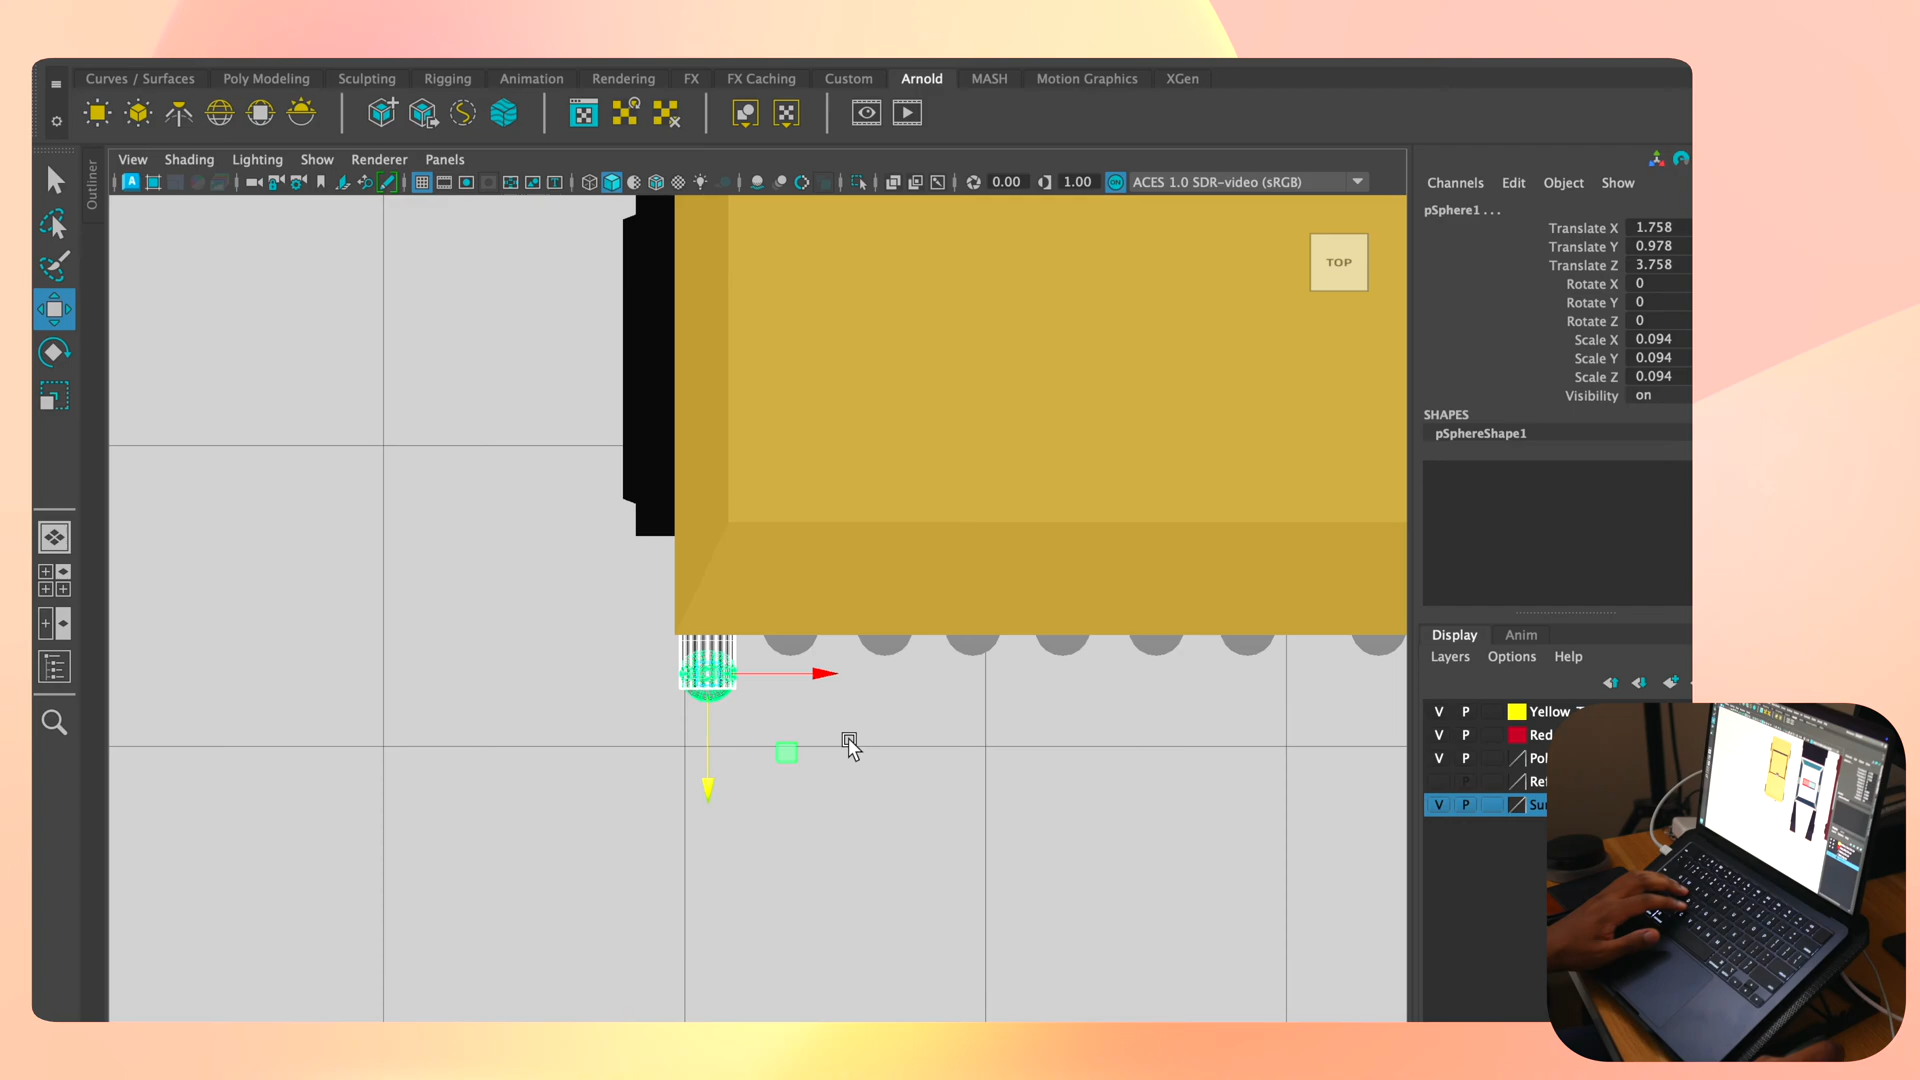 Curves / Surfaces Poly Modeling Sculpting Rigging Animation Rendering FX FX Caching Custom Arnold MASH Motion Graphics XGen
View Shading Lighting Show Renderer Panels
Outliner
A T 0.00 1.00 ON ACES 1.0 SDR-video (sRGB)
TOP
Channels Edit Object Show
pSphere1 ...
Translate X 1.758
Translate Y 0.978
Translate Z 3.758
Rotate X 0
Rotate Y 0
Rotate Z 0
Scale X 0.094
Scale Y 0.094
Scale Z 0.094
Visibility on
SHAPES
pSphereShape1
Display Anim
Layers Options Help
V P Yellow_T
V P Red
V P Pol
P Ref
V P Sur